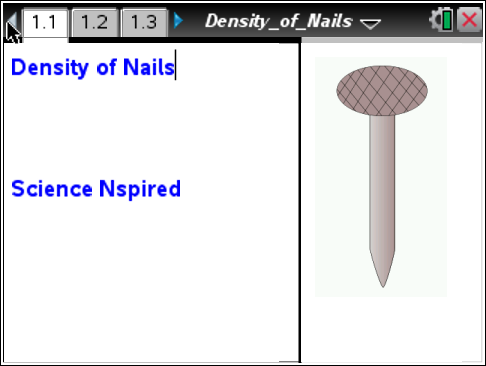 1.1 1.2 1.3 Density_of_Nails
Density of Nails
Science Nspired